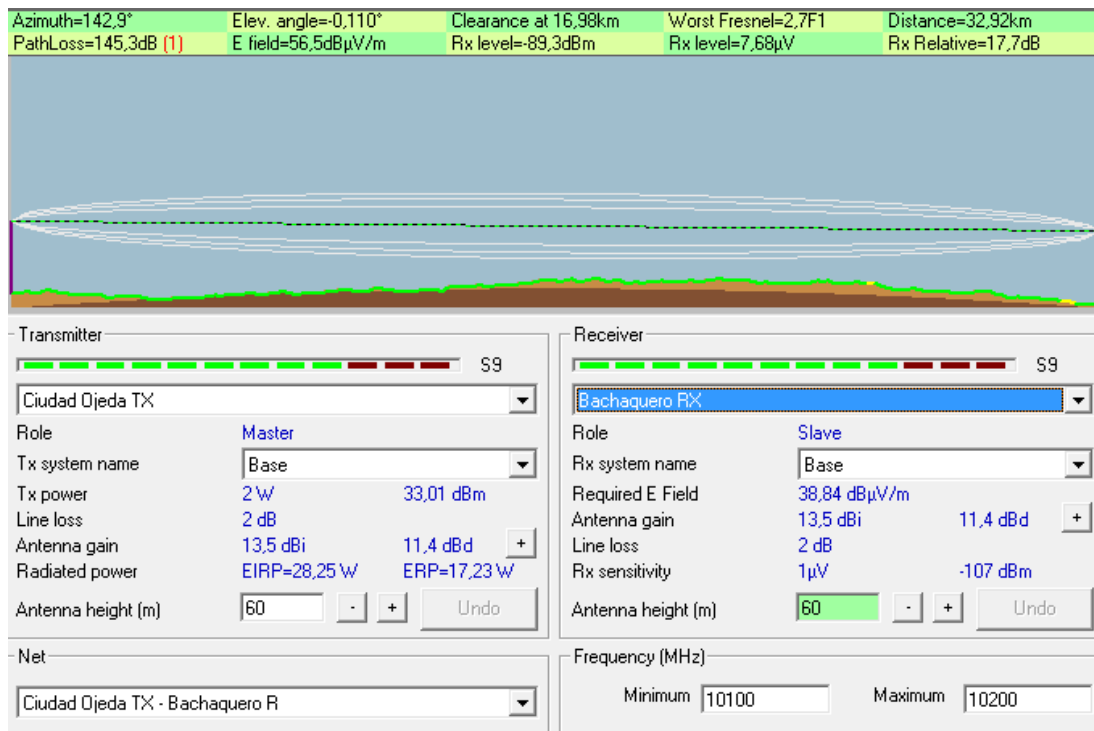 Azimuth=142,9° Elev. angle=-0,110° Clearance at 16,98km Worst Fresnel=2,7F1 Distance=32,92km
PathLoss=145,3dB (1) E field=56,5dBµV/m Rx level=-89,3dBm Rx level=7,68µV Rx Relative=17,7dB
Transmitter
S9
Ciudad Ojeda TX
Role Master
Tx system name Base
Tx power 2 W 33,01 dBm
Line loss 2 dB
Antenna gain 13,5 dBi 11,4 dBd +
Radiated power EIRP=28,25 W ERP=17,23 W
Antenna height (m) 60 - + Undo
Receiver
S9
Bachaquero RX
Role Slave
Rx system name Base
Required E Field 38,84 dBµV/m
Antenna gain 13,5 dBi 11,4 dBd +
Line loss 2 dB
Rx sensitivity 1µV -107 dBm
Antenna height (m) 60 - + Undo
Net
Ciudad Ojeda TX - Bachaquero R
Frequency (MHz)
Minimum 10100 Maximum 10200